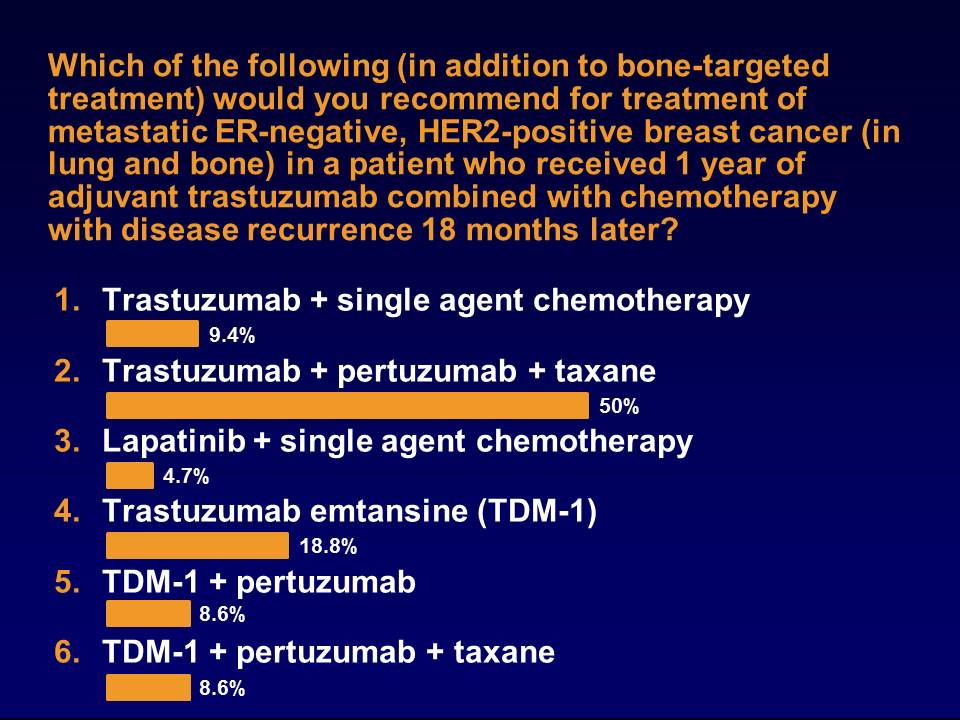 Which of the following (in addition to bone-targeted
treatment) would you recommend for treatment of
metastatic ER-negative, HER2-positive breast cancer (in
lung and bone) in a patient who received 1 year of
adjuvant trastuzumab combined with chemotherapy
with disease recurrence 18 months later?
1. Trastuzumab + single agent chemotherapy
9.4%
2. Trastuzumab + pertuzumab + taxane
50%
3. Lapatinib + single agent chemotherapy
4.7%
4. Trastuzumab emtansine (TDM-1)
18.8%
5. TDM-1 + pertuzumab
8.6%
6. TDM-1 + pertuzumab + taxane
8.6%